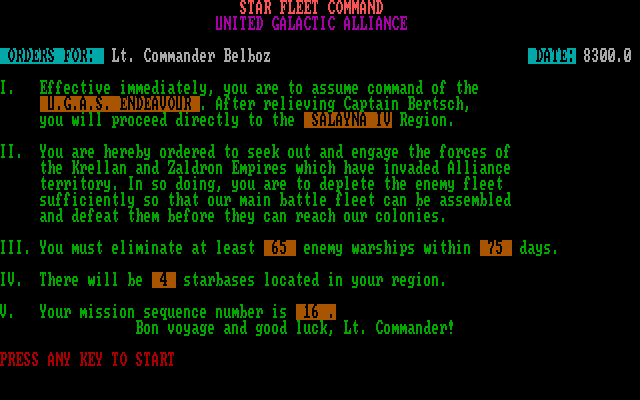 STAR FLEET COMMAND
UNITED GALACTIC ALLIANCE
ORDERS FOR: Lt. Commander Belboz DATE: 8300.0
I. Effective immediately, you are to assume command of the
U.G.A.S. ENDEAVOUR . After relieving Captain Bertsch,
you will proceed directly to the SALAYNA IV Region.
II. You are hereby ordered to seek out and engage the forces of
the Krellan and Zaldron Empires which have invaded Alliance
territory. In so doing, you are to deplete the enemy fleet
sufficiently so that our main battle fleet can be assembled
and defeat them before they can reach our colonies.
III. You must eliminate at least 65 enemy warships within 75 days.
IV. There will be 4 starbases located in your region.
V. Your mission sequence number is 16 .
Bon voyage and good luck, Lt. Commander!
PRESS ANY KEY TO START